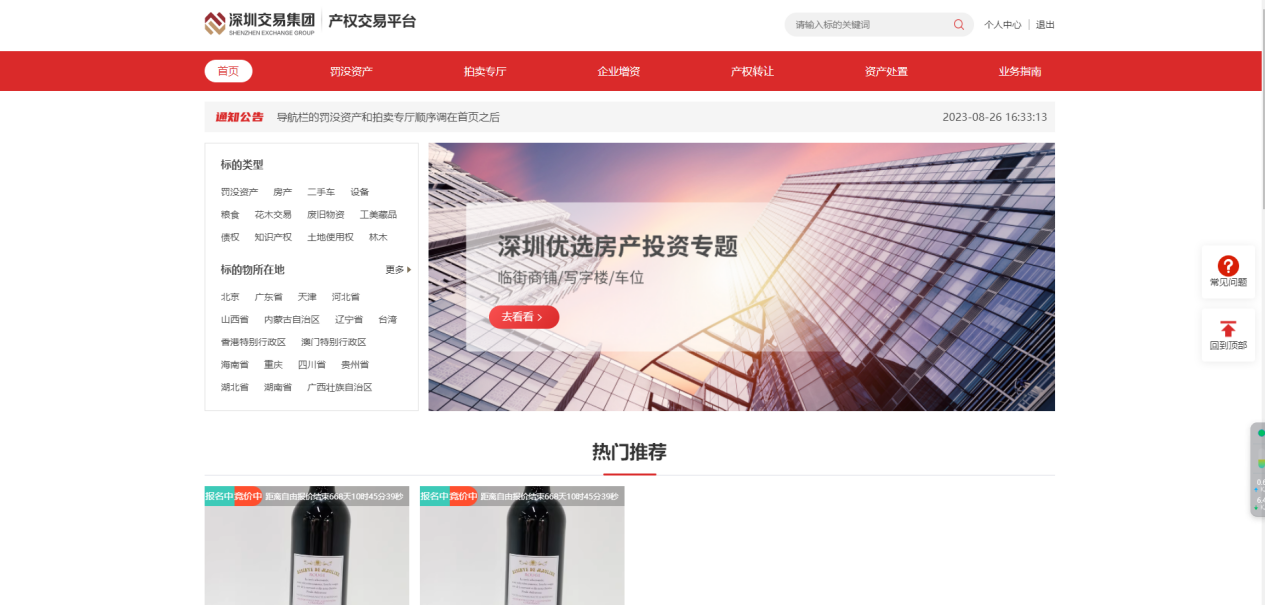 深圳交易集团 产权交易平台
SHENZHEN EXCHANGE GROUP
请输入标的关键词
个人中心 | 退出
首页 罚没资产 拍卖专厅 企业增资 产权转让 资产处置 业务指南
通知公告 导航栏的罚没资产和拍卖专厅顺序调在首页之后 2023-08-26 16:33:13
标的类型
罚没资产 房产 二手车 设备
粮食 花木交易 废旧物资 工美藏品
债权 知识产权 土地使用权 林木
标的物所在地 更多
北京 广东省 天津 河北省
山西省 内蒙古自治区 辽宁省 台湾
香港特别行政区 澳门特别行政区
海南省 重庆 四川省 贵州省
湖北省 湖南省 广西壮族自治区
深圳优选房产投资专题
临街商铺/写字楼/车位
去看看
常见问题
回到顶部
热门推荐
报名中 竞价中 距离自由报价结束668天10时45分39秒
报名中 竞价中 距离自由报价结束668天10时45分39秒